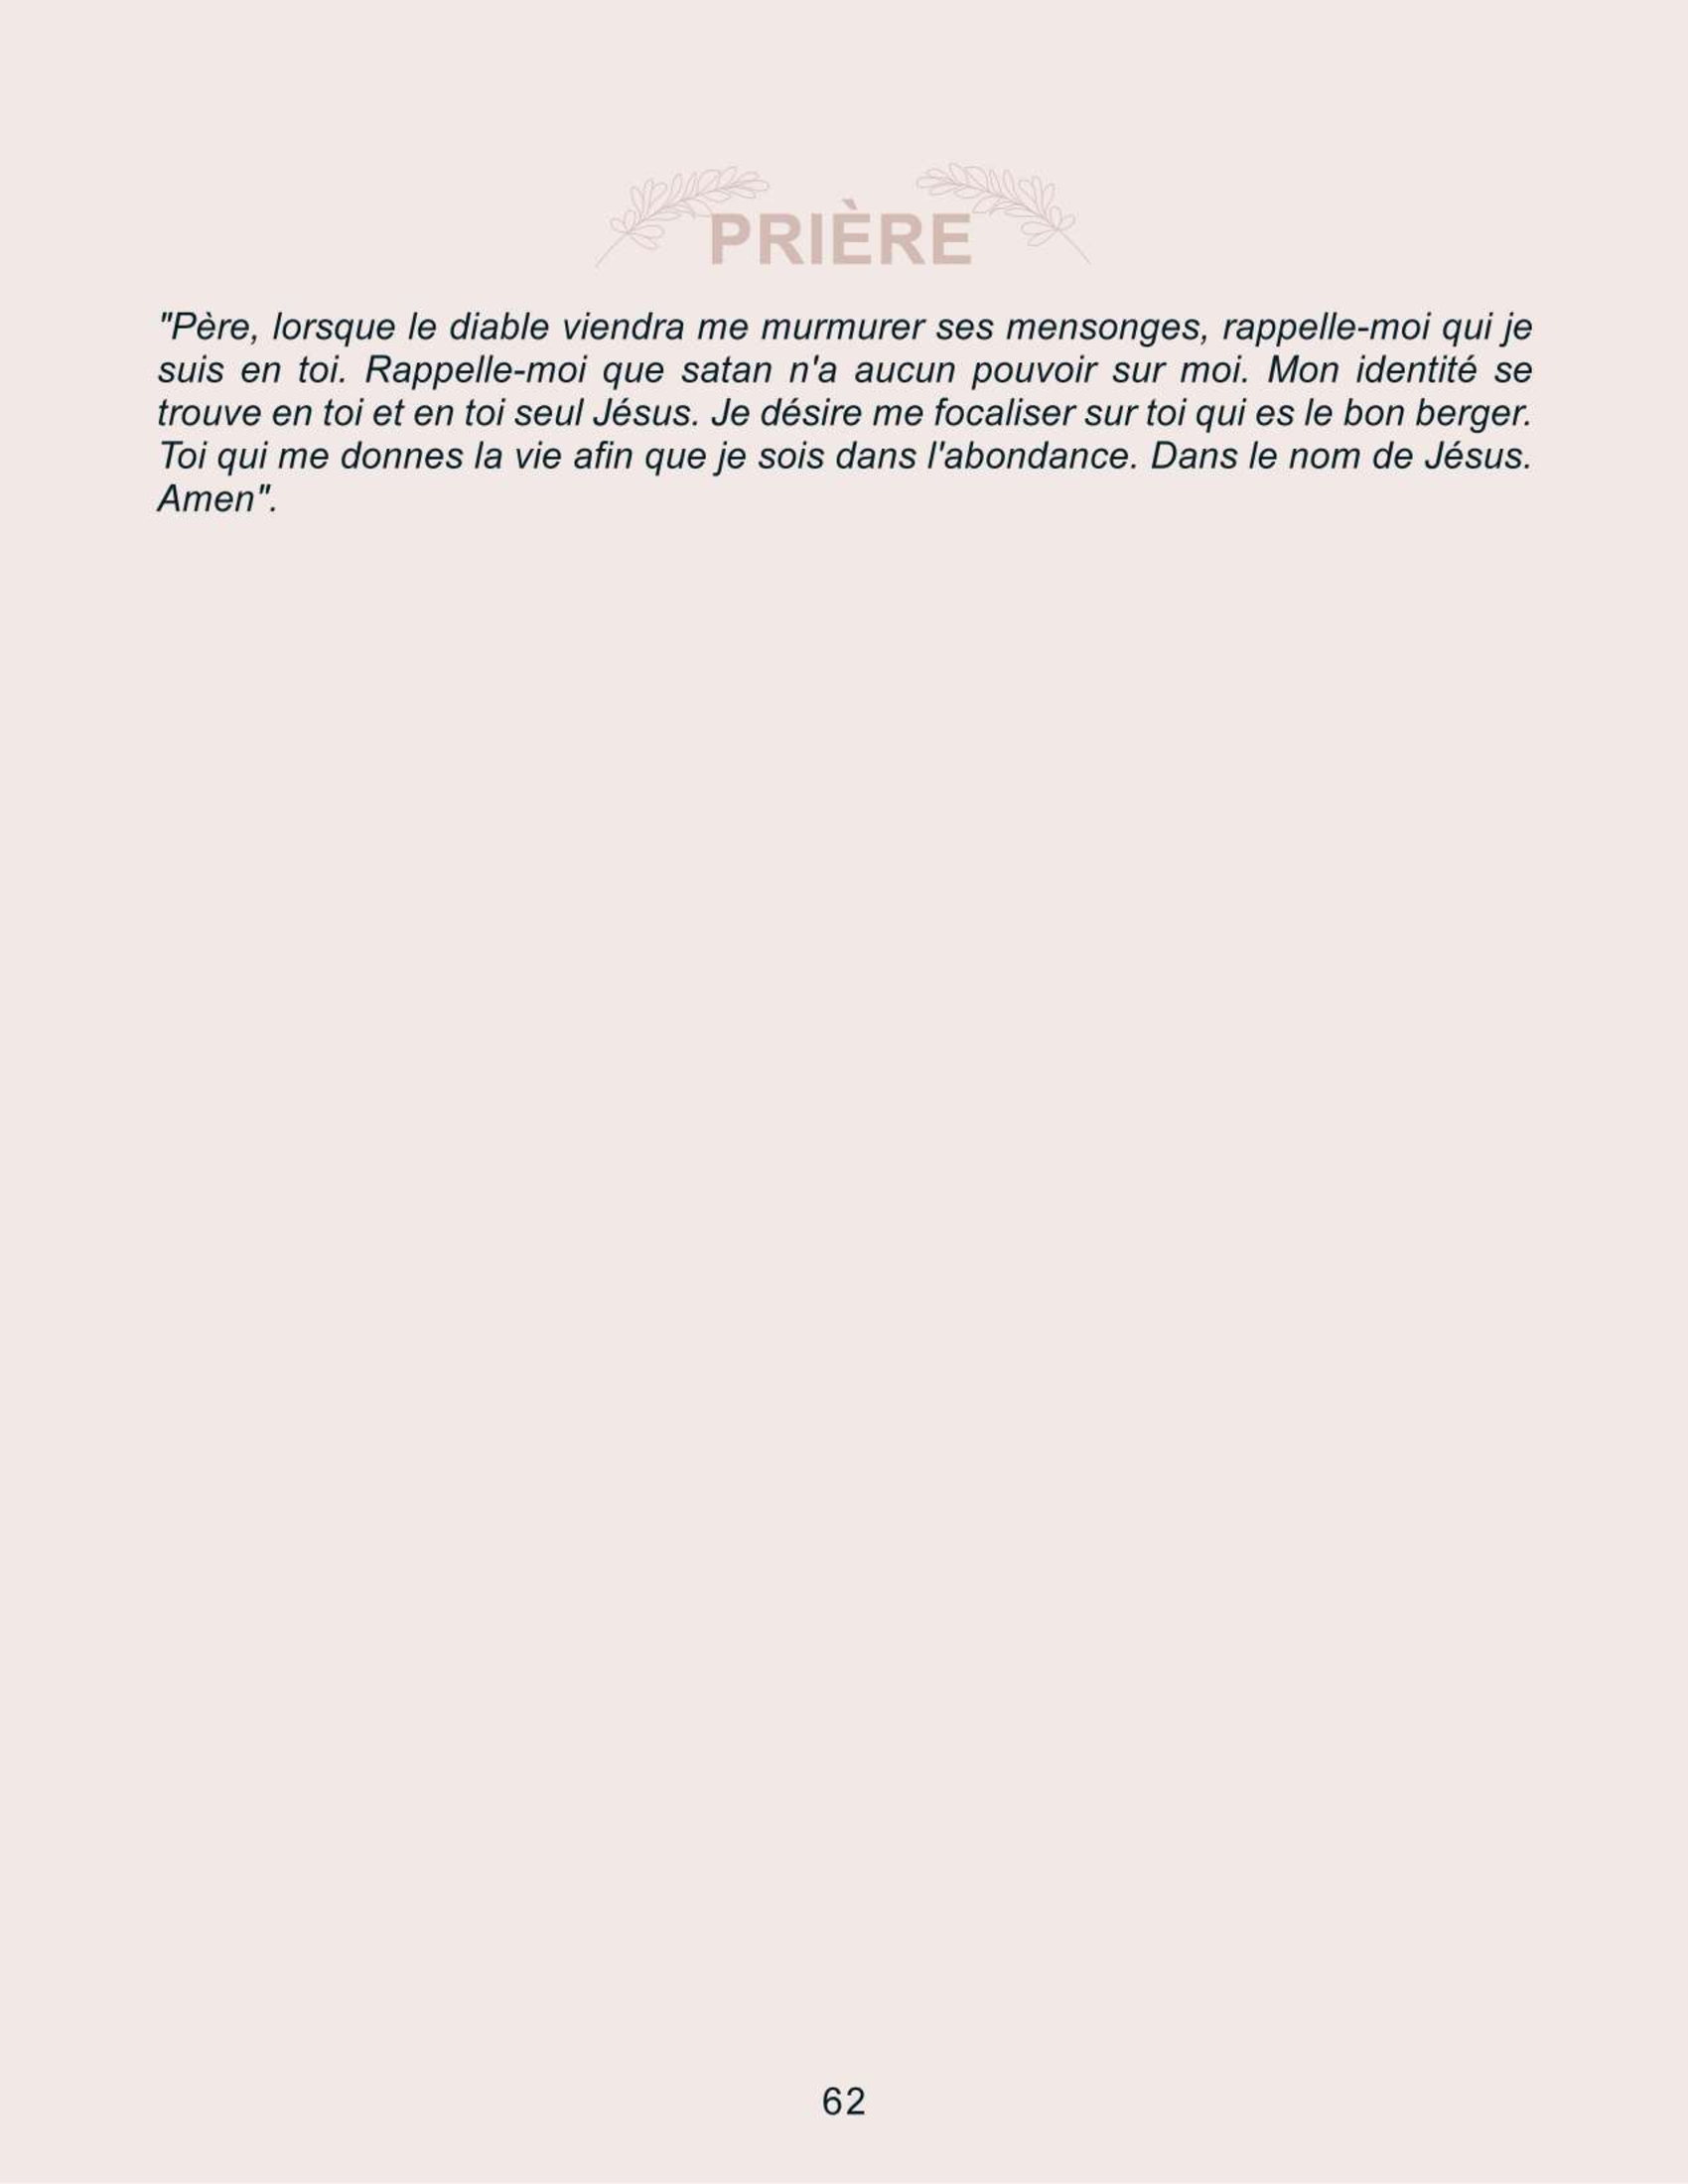 PRIÈRE
"Père, lorsque le diable viendra me murmurer ses mensonges, rappelle-moi qui je
suis en toi. Rappelle-moi que satan n'a aucun pouvoir sur moi. Mon identité se
trouve en toi et en toi seul Jésus. Je désire me focaliser sur toi qui es le bon berger.
Toi qui me donnes la vie afin que je sois dans l'abondance. Dans le nom de Jésus.
Amen".
62